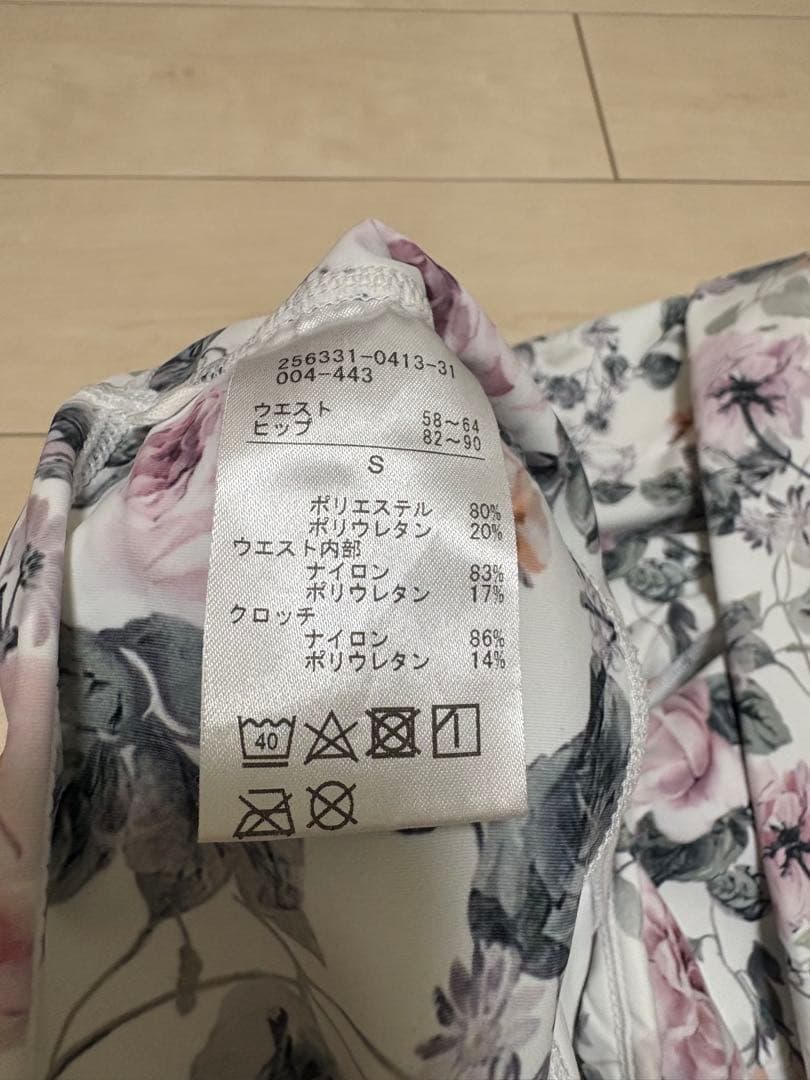 256331-0413-31
004-443
ウエスト 58～64
ヒップ 82～90
S
ポリエステル 80%
ポリウレタン 20%
ウエスト内部
ナイロン 83%
ポリウレタン 17%
クロッチ
ナイロン 86%
ポリウレタン 14%
40